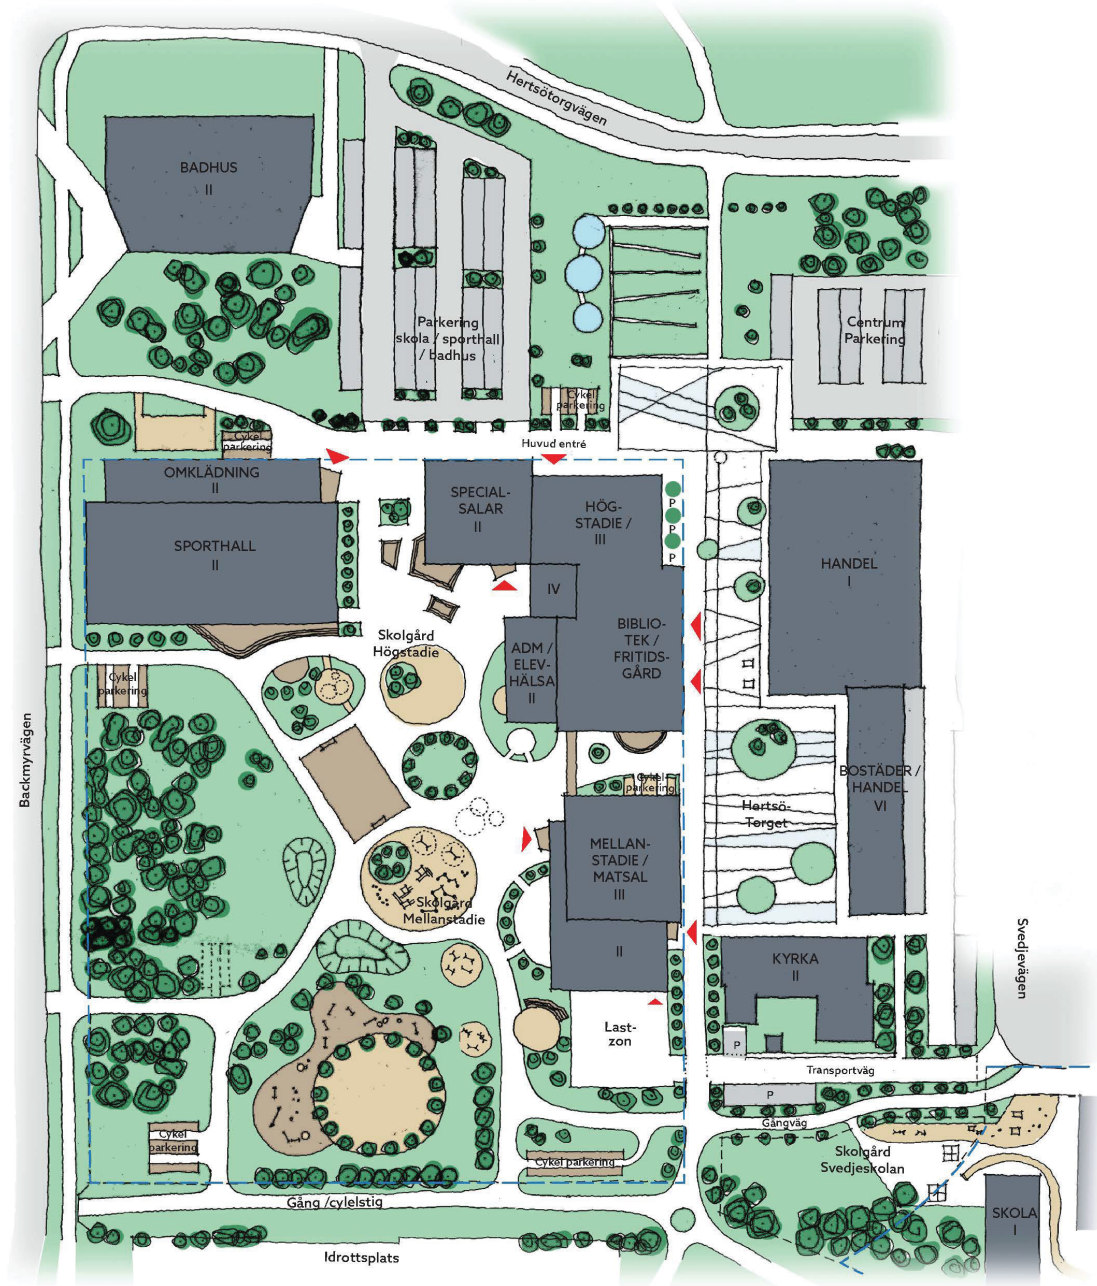 Hertsötorgvägen
BADHUS
II
Parkering
skola / sporthall
/ badhus
Centrum
Parkering
Cykel
parkering
Huvud entré
Cykel
parkering
OMKLÄDNING
II
SPECIAL-
SALAR
II
HÖG-
STADIE /
III
P
P
P
SPORTHALL
II
HANDEL
I
IV
Skolgård
Högstadie
ADM /
ELEV-
HÄLSA
II
BIBLIO-
TEK /
FRITIDS-
GÅRD
Cykel
parkering
Backmyrvägen
Cykel-
parkering
BOSTÄDER /
HANDEL
VI
Hertsö-
Torget
MELLAN-
STADIE /
MATSAL
III
Skolgård
Mellanstadie
II
KYRKA
II
Svedjevägen
Last-
zon
P
Transportväg
P
Gångväg
Cykel
parkering
Cykel parkering
Skolgård
Svedjeskolan
Gång /cylelstig
SKOLA
I
Idrottsplats